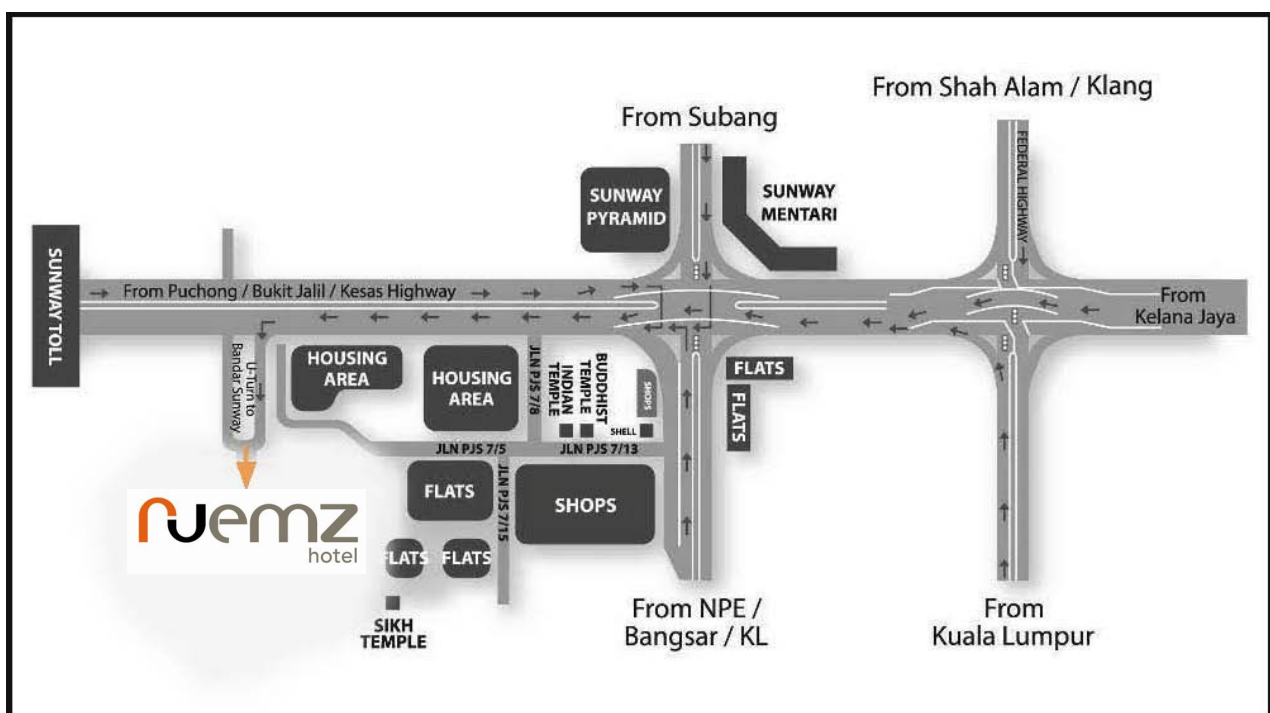 From Shah Alam / Klang
From Subang
FEDERAL HIGHWAY
SUNWAY
PYRAMID
SUNWAY
MENTARI
SUNWAY TOLL
From Puchong / Bukit Jalil / Kesas Highway
From
Kelana Jaya
U-Turn to
Bandar Sunway
HOUSING
AREA
HOUSING
AREA
JLN PJS 7/8
INDIAN
TEMPLE
BUDDHIST
TEMPLE
SHOPS
SHELL
FLATS
FLATS
JLN PJS 7/5
JLN PJS 7/13
FLATS
JLN PJS 7/15
SHOPS
ruemz
hotel
FLATS
FLATS
SIKH
TEMPLE
From NPE /
Bangsar / KL
From
Kuala Lumpur